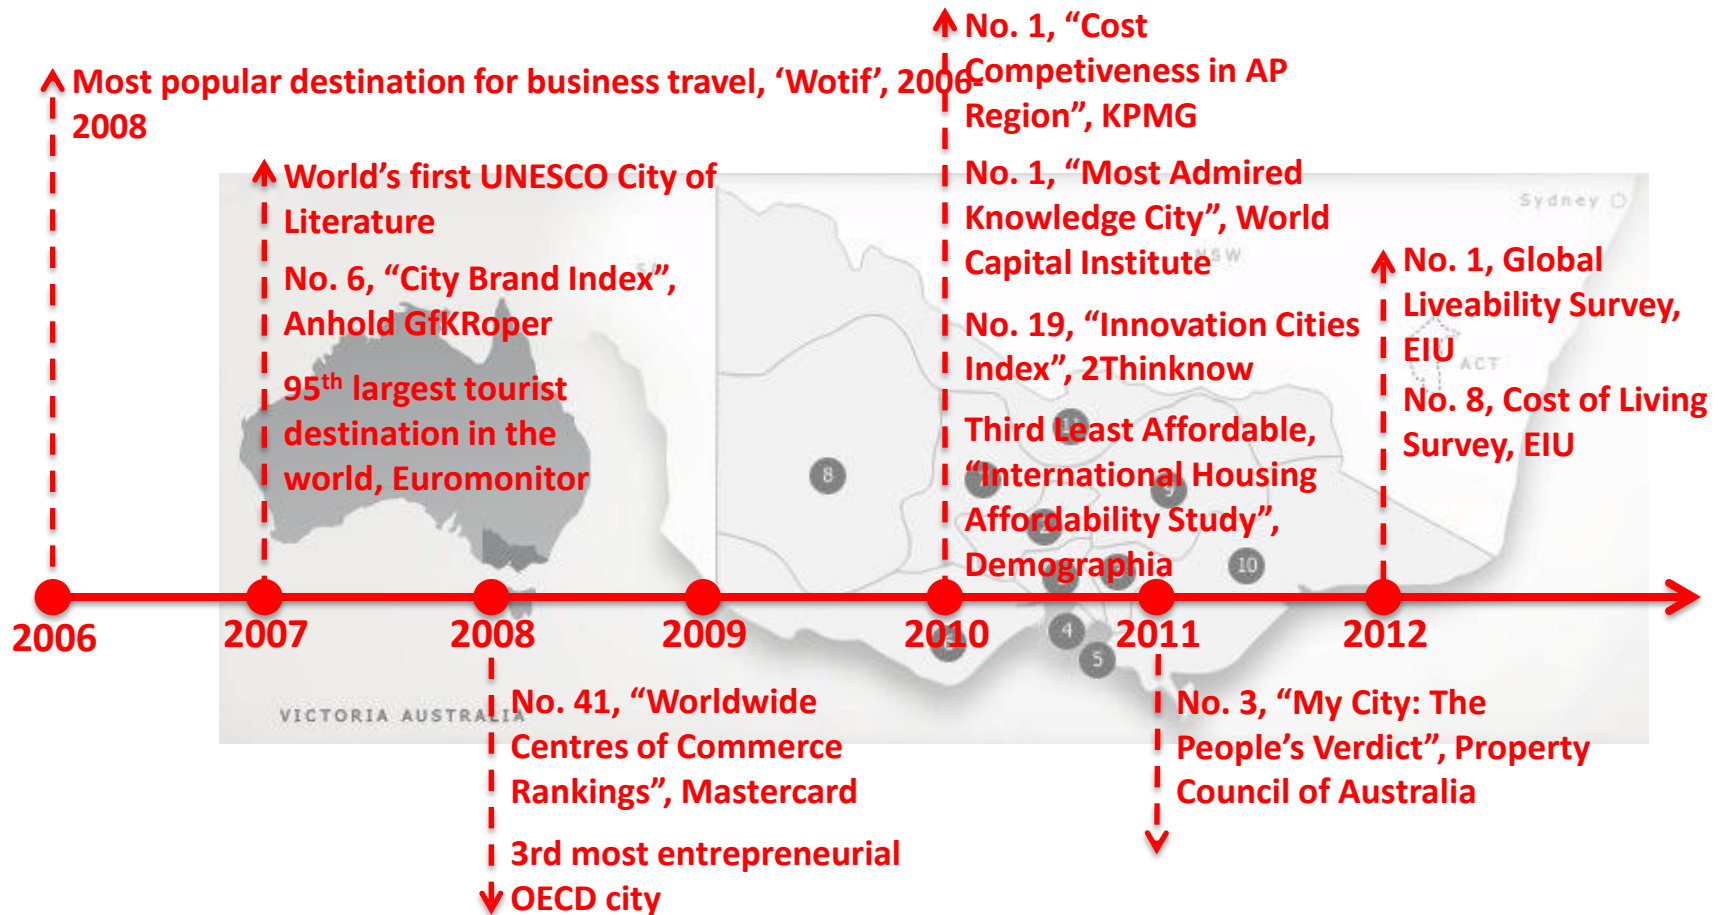 Most popular destination for business travel, ‘Wotif’, 2006-
2008
World’s first UNESCO City of
Literature
No. 6, “City Brand Index”,
Anhold GfKRoper
95th largest tourist
destination in the
world, Euromonitor
No. 1, “Cost
Competiveness in AP
Region”, KPMG
No. 1, “Most Admired
Knowledge City”, World
Capital Institute
No. 19, “Innovation Cities
Index”, 2Thinknow
Third Least Affordable,
“International Housing
Affordability Study”,
Demographia
No. 1, Global
Liveability Survey,
EIU
No. 8, Cost of Living
Survey, EIU
Sydney
NSW
ACT
8
9
10
4
5
2006
2007
2008
2009
2010
2011
2012
VICTORIA AUSTRALIA
No. 41, “Worldwide
Centres of Commerce
Rankings”, Mastercard
3rd most entrepreneurial
OECD city
No. 3, “My City: The
People’s Verdict”, Property
Council of Australia